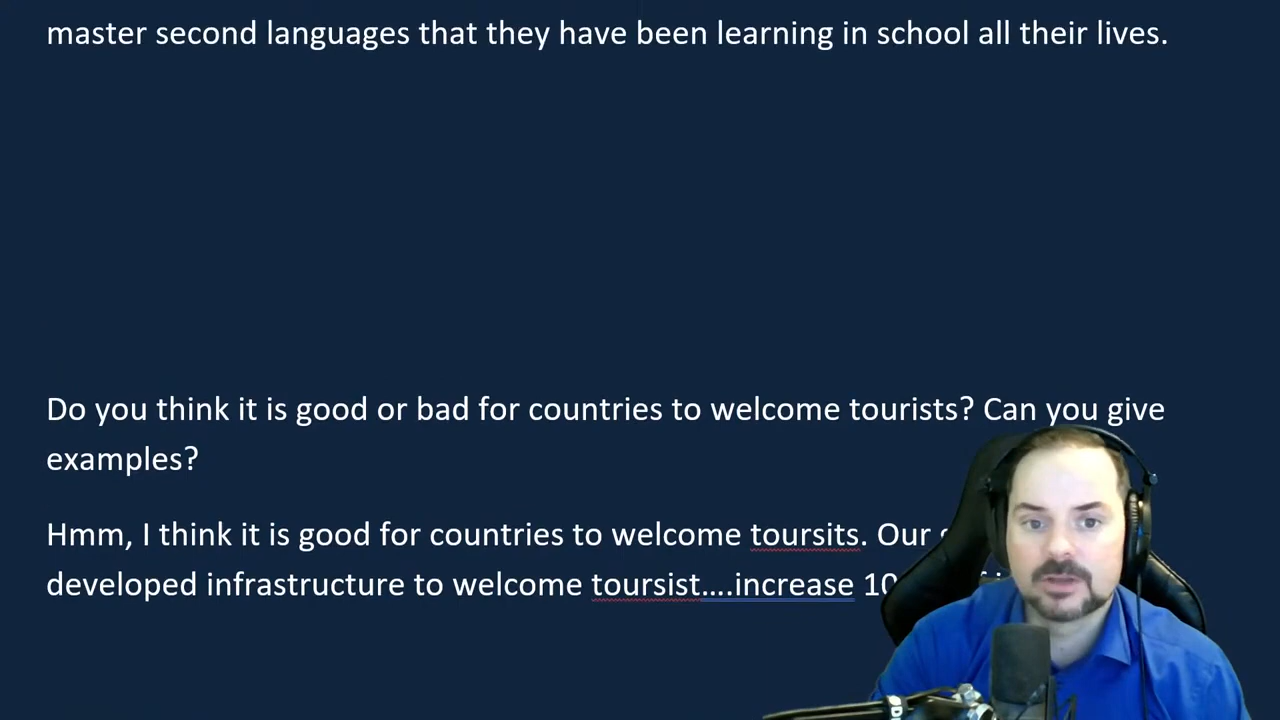 master second languages that they have been learning in school all their lives.
Do you think it is good or bad for countries to welcome tourists? Can you give
examples?
Hmm, I think it is good for countries to welcome toursits. Our
developed infrastructure to welcome toursist….increase 10